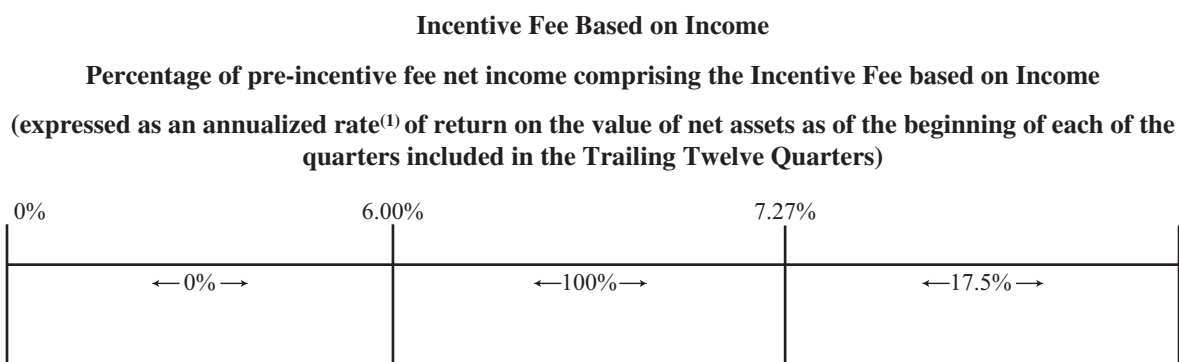 Incentive Fee Based on Income
Percentage of pre-incentive fee net income comprising the Incentive Fee based on Income
(expressed as an annualized rate(1) of return on the value of net assets as of the beginning of each of the
quarters included in the Trailing Twelve Quarters)
0% 6.00% 7.27%
←0%→ ←100%→ ←17.5%→